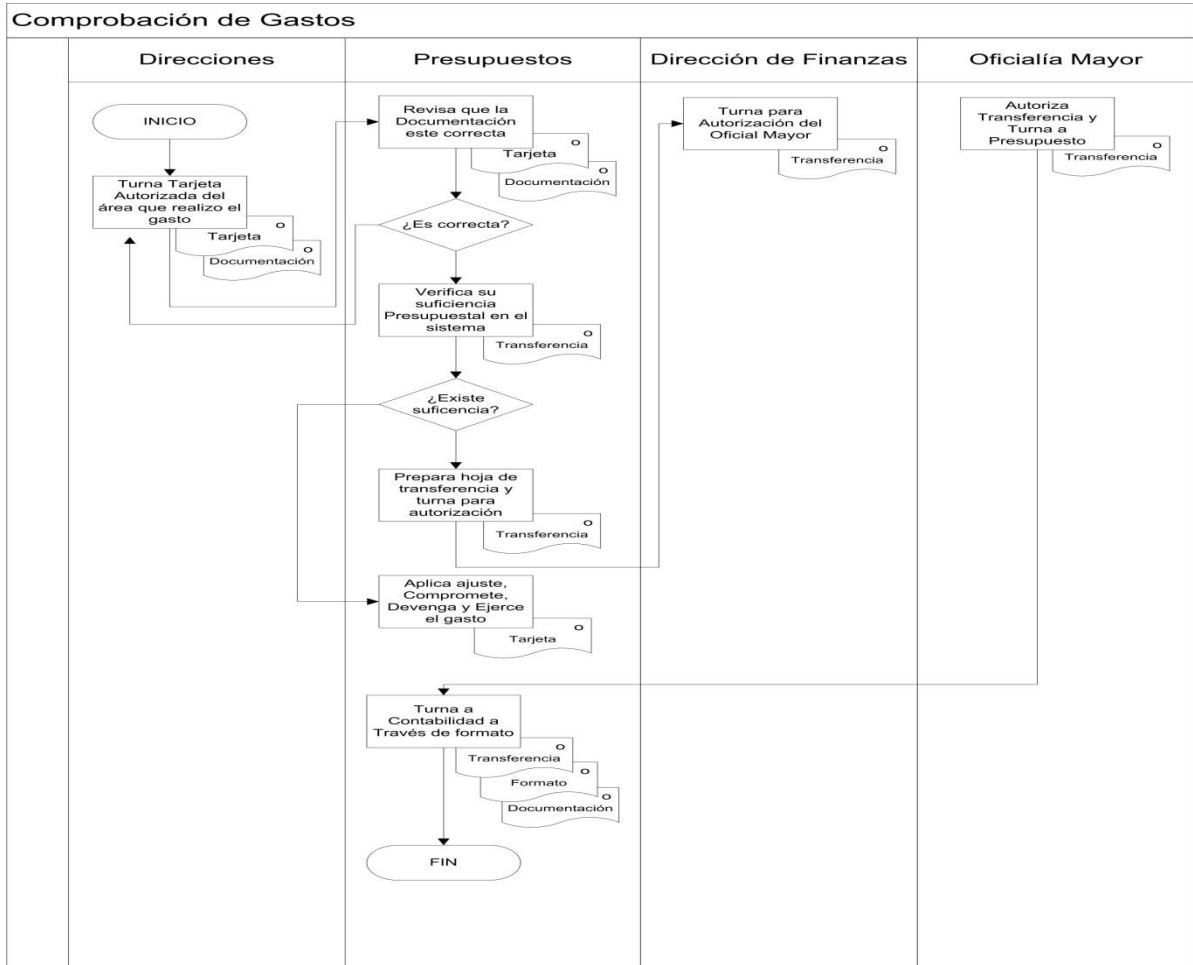 Comprobación de Gastos
Direcciones
Presupuestos
Dirección de Finanzas
Oficialía Mayor
INICIO
Turna Tarjeta
Autorizada del
área que realizo el
gasto
O
Tarjeta
O
Documentación
Revisa que la
Documentación
este correcta
O
Tarjeta
O
Documentación
¿Es correcta?
Verifica su
suficiencia
Presupuestal en el
sistema
O
Transferencia
¿Existe
suficencia?
Prepara hoja de
transferencia y
turna para
autorización
O
Transferencia
Aplica ajuste,
Compromete,
Devenga y Ejerce
el gasto
O
Tarjeta
Turna a
Contabilidad a
Través de formato
O
Transferencia
O
Formato
O
Documentación
FIN
Turna para
Autorización del
Oficial Mayor
O
Transferencia
Autoriza
Transferencia y
Turna a
Presupuesto
O
Transferencia